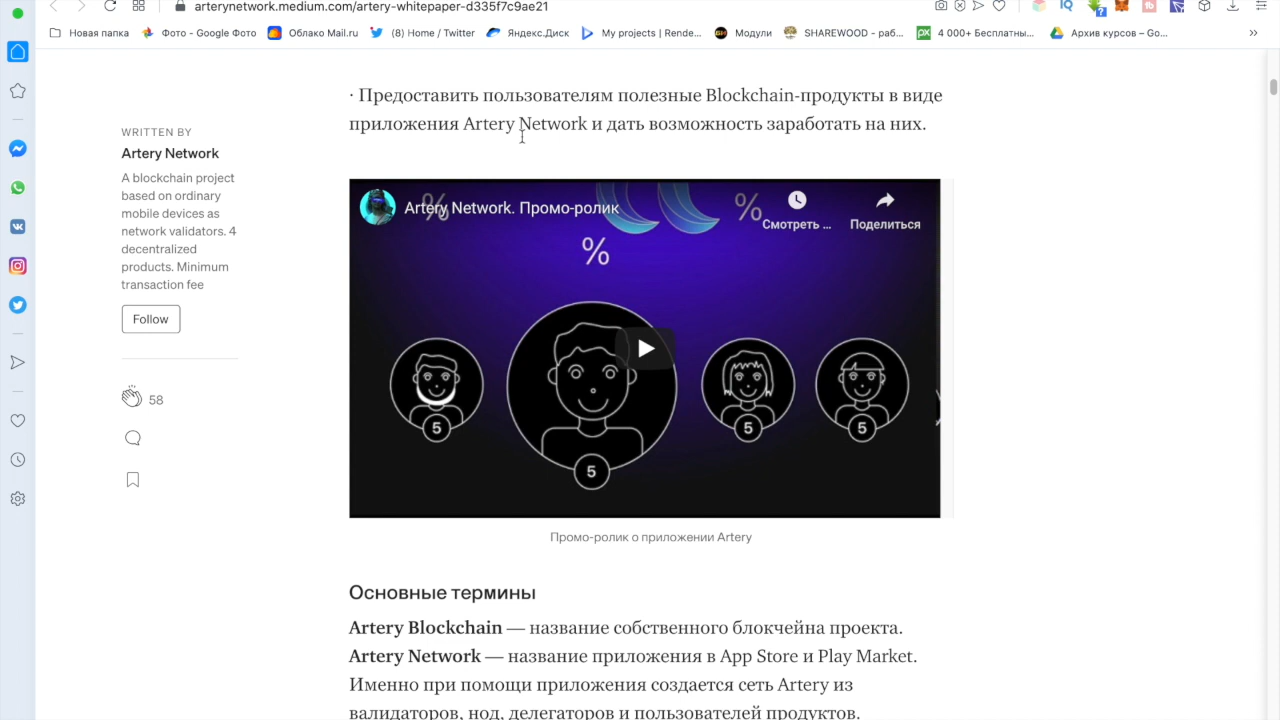 arterynetwork.medium.com/artery-whitepaper-d335f7c9ae21
Новая папка
Фото - Google Фото
Облако Mail.ru
(8) Home / Twitter
Яндекс.Диск
My projects | Rende...
Модули
SHAREWOOD - раб...
4 000+ Бесплатны...
Архив курсов – Go...
· Предоставить пользователям полезные Blockchain-продукты в виде
приложения Artery Network и дать возможность заработать на них.
WRITTEN BY
Artery Network
A blockchain project
based on ordinary
mobile devices as
network validators. 4
decentralized
products. Minimum
transaction fee
Follow
58
Artery Network. Промо-ролик
Смотреть ...
Поделиться
%
%
%
5
5
5
5
Промо-ролик о приложении Artery
Основные термины
Artery Blockchain — название собственного блокчейна проекта.
Artery Network — название приложения в App Store и Play Market.
Именно при помощи приложения создается сеть Artery из
валидаторов, нод, делегаторов и пользователей продуктов.